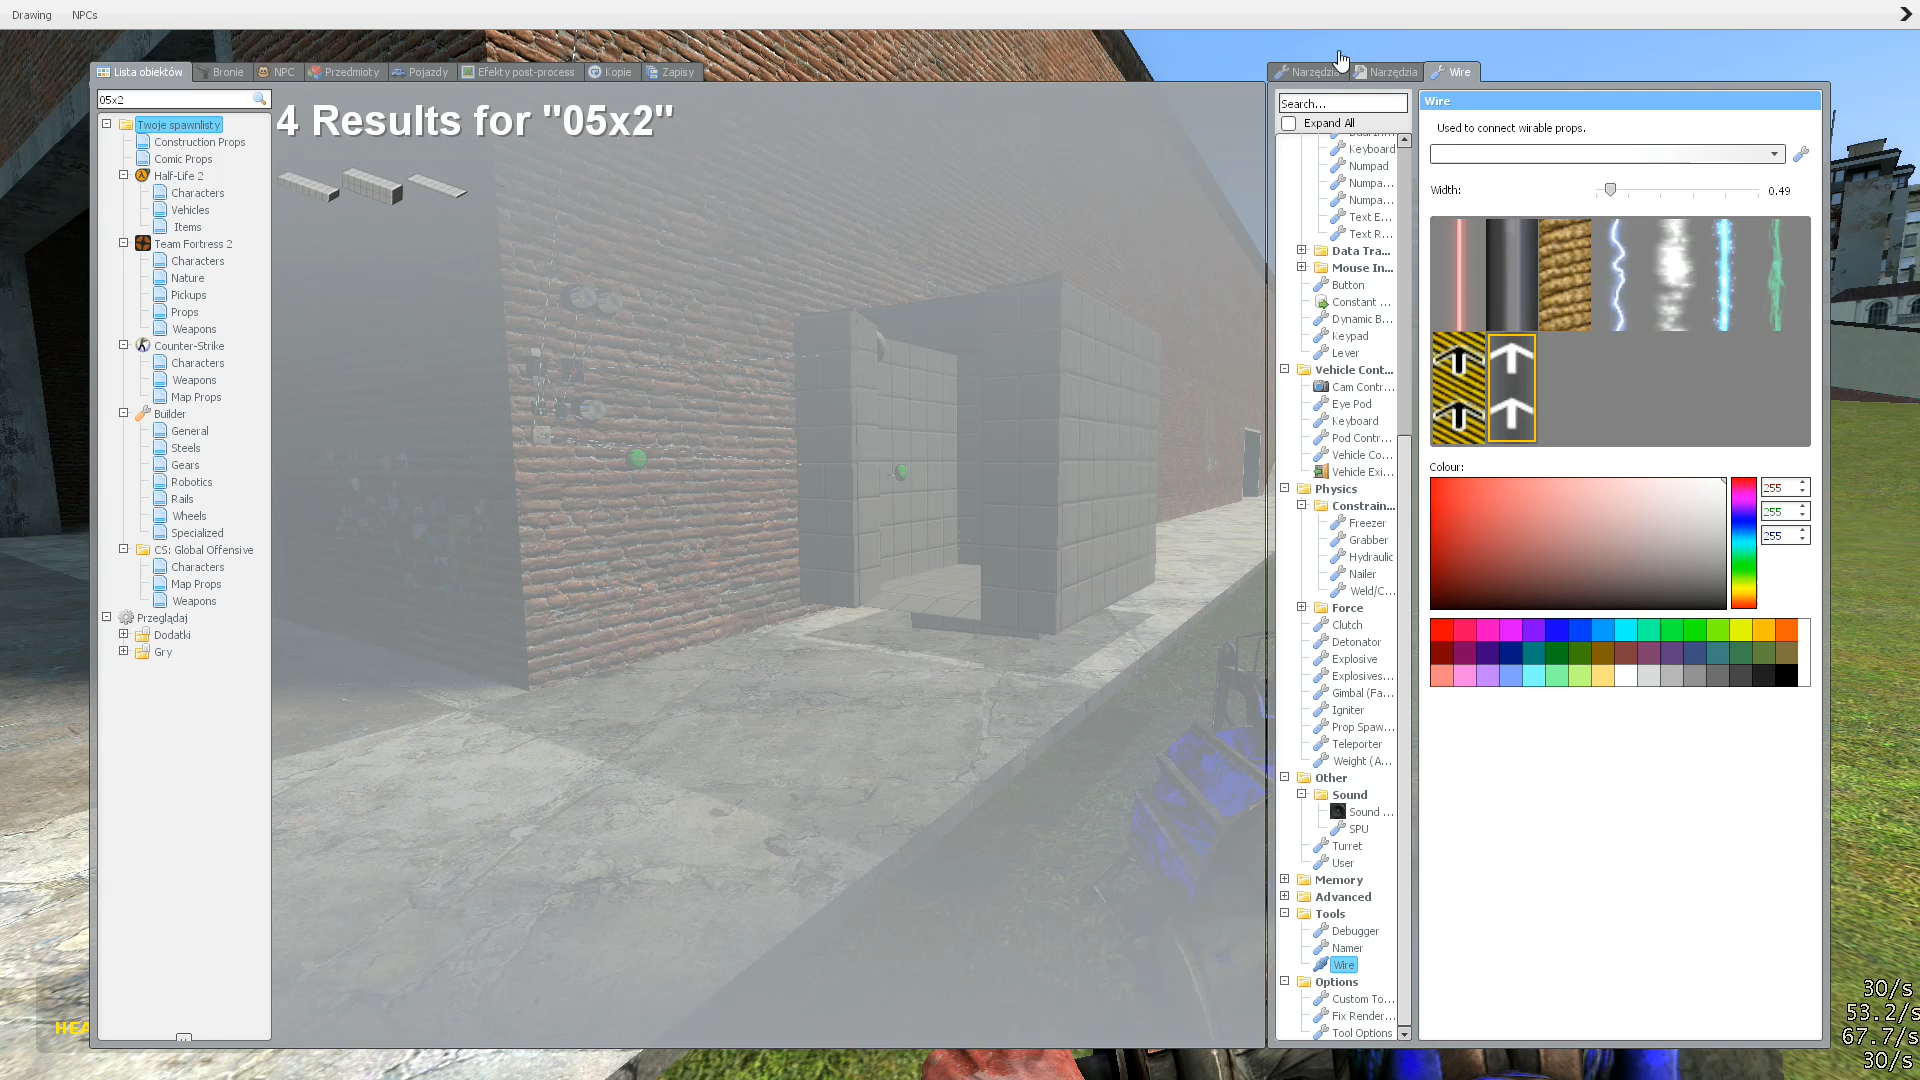 Drawing NPCs
Lista obiektów Bronie NPC Przedmioty Pojazdy Efekty post-process Kopie Zapisy
Narzędzia Narzędzia Wire
05x2
4 Results for "05x2"
Twoje spawnlisty
Construction Props
Comic Props
Half-Life 2
Characters
Vehicles
Items
Team Fortress 2
Characters
Nature
Pickups
Props
Weapons
Counter-Strike
Characters
Weapons
Map Props
Builder
General
Steels
Gears
Robotics
Rails
Wheels
Specialized
CS: Global Offensive
Characters
Map Props
Weapons
Przeglądaj
Dodatki
Gry
Search...
Expand All
Keyboard
Numpad
Numpa...
Numpa...
Text E...
Text R...
Data Tra...
Mouse In...
Button
Constant ...
Dynamic B...
Keypad
Lever
Vehicle Cont...
Cam Contr...
Eye Pod
Keyboard
Pod Contr...
Vehicle Co...
Vehicle Exi...
Physics
Constrain...
Freezer
Grabber
Hydraulic
Nailer
Weld/C...
Force
Clutch
Detonator
Explosive
Explosives...
Gimbal (Fa...
Igniter
Prop Spaw...
Teleporter
Weight (A...
Other
Sound
Sound ...
SPU
Turret
User
Memory
Advanced
Tools
Debugger
Namer
Wire
Options
Custom To...
Fix Render...
Tool Options
Wire
Used to connect wirable props.
Width: 0.49
Colour:
255
255
255
HEA
30/s
53.2/s
67.7/s
30/s